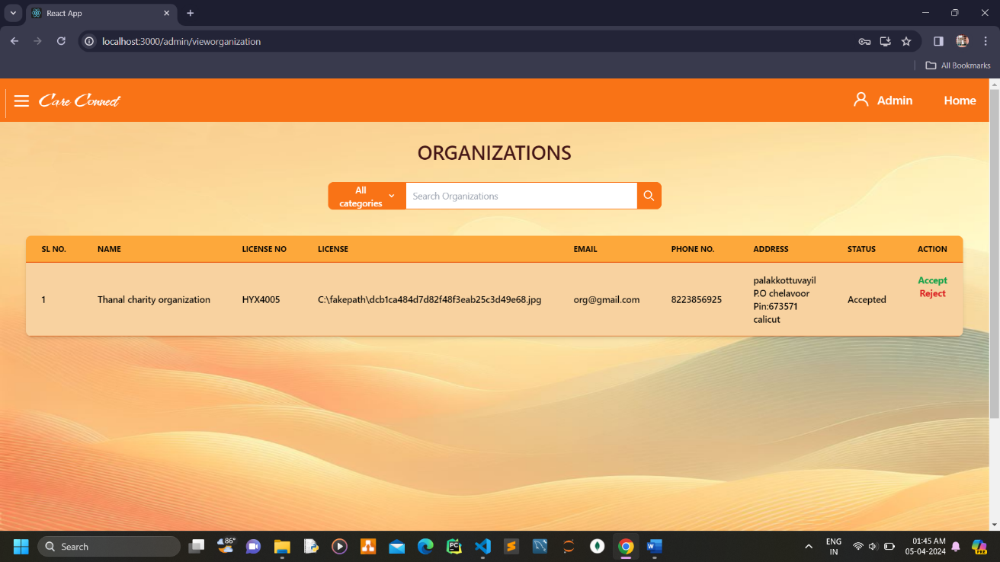 React App
localhost:3000/admin/vieworganization
All Bookmarks
Care Connect
Admin
Home
ORGANIZATIONS
All
categories
Search Organizations
SL NO. NAME LICENSE NO LICENSE EMAIL PHONE NO. ADDRESS STATUS ACTION
1 Thanal charity organization HYX4005 C:\fakepath\dcb1ca484d7d82f48f3eab25c3d49e68.jpg org@gmail.com 8223856925
palakkottuvayil
P.O chelavoor
Pin:673571
calicut
Accepted
Accept
Reject
Search
86°
PC
W
ENG
IN
01:45 AM
05-04-2024
PRE